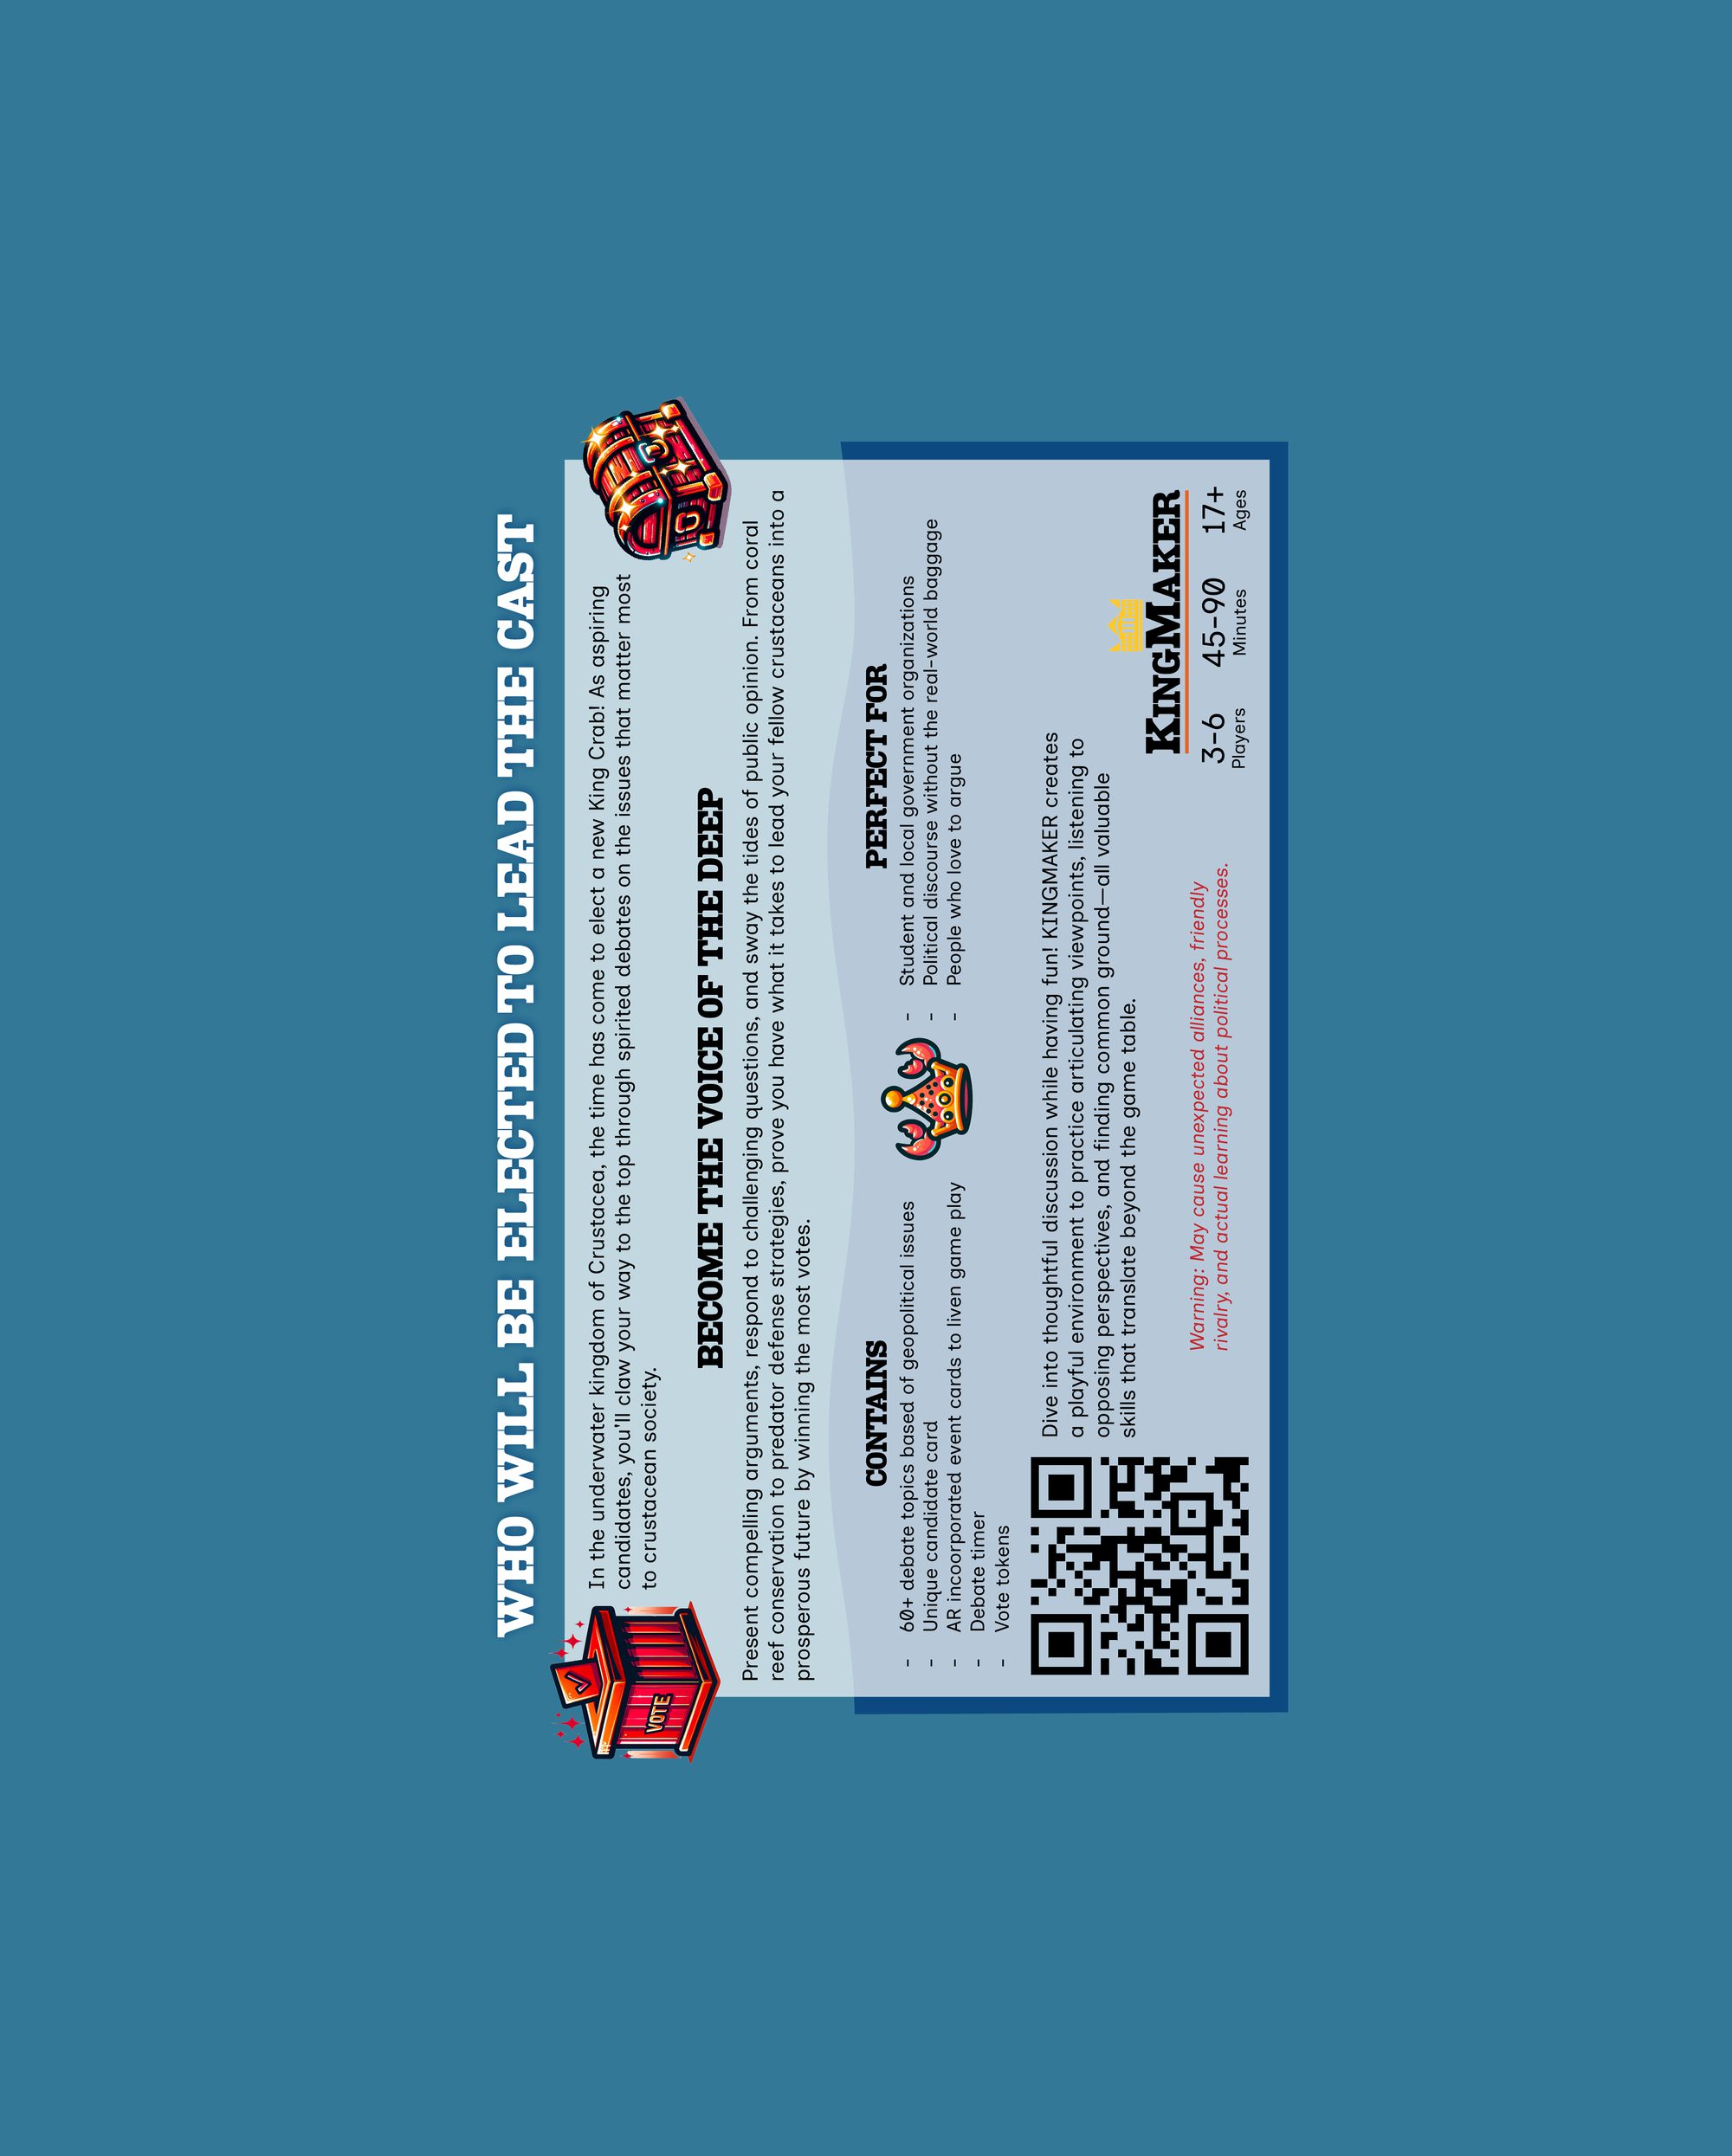 WHO WILL BE ELECTED TO LEAD THE CAST
In the underwater kingdom of Crustacea, the time has come to elect a new King Crab! As aspiring
candidates, you'll claw your way to the top through spirited debates on the issues that matter most
to crustacean society.
VOTE
BECOME THE VOICE OF THE DEEP
Present compelling arguments, respond to challenging questions, and sway the tides of public opinion. From coral
reef conservation to predator defense strategies, prove you have what it takes to lead your fellow crustaceans into a
prosperous future by winning the most votes.
CONTAINS
- 60+ debate topics based of geopolitical issues
- Unique candidate card
- AR incorporated event cards to liven game play
- Debate timer
- Vote tokens
PERFECT FOR
- Student and local government organizations
- Political discourse without the real-world baggage
- People who love to argue
Dive into thoughtful discussion while having fun! KINGMAKER creates
a playful environment to practice articulating viewpoints, listening to
opposing perspectives, and finding common ground—all valuable
skills that translate beyond the game table.
Warning: May cause unexpected alliances, friendly
rivalry, and actual learning about political processes.
KINGMAKER
3-6 45-90 17+
Players Minutes Ages